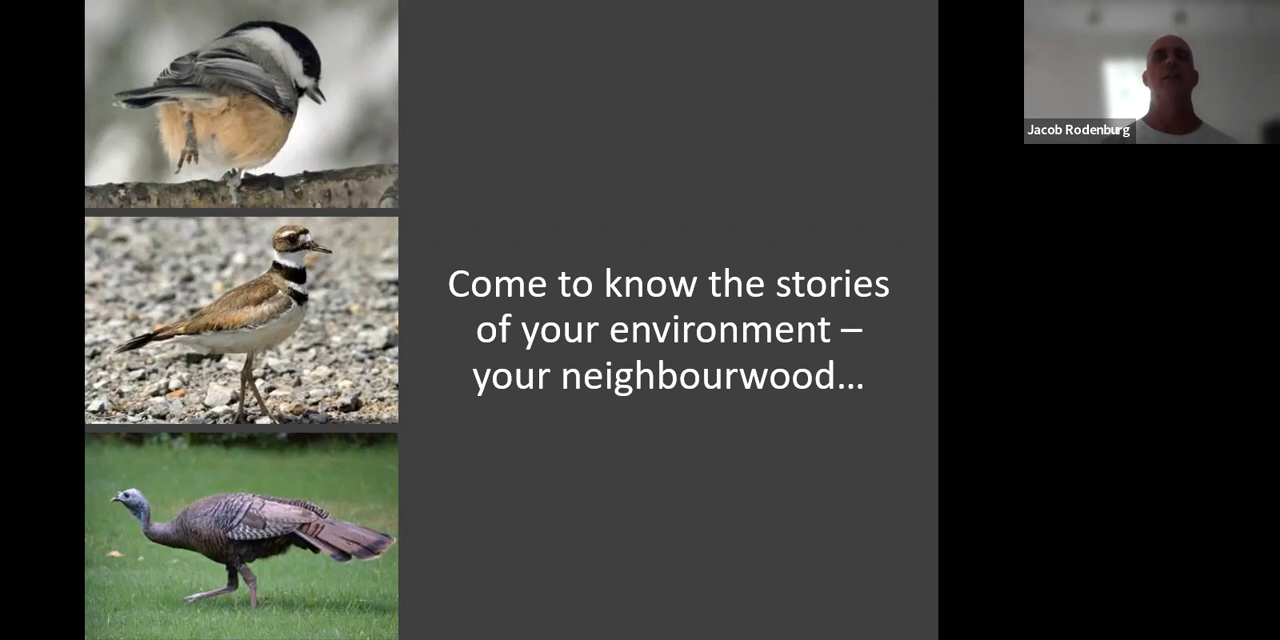 Come to know the stories
of your environment –
your neighbourwood...
Jacob Rodenburg